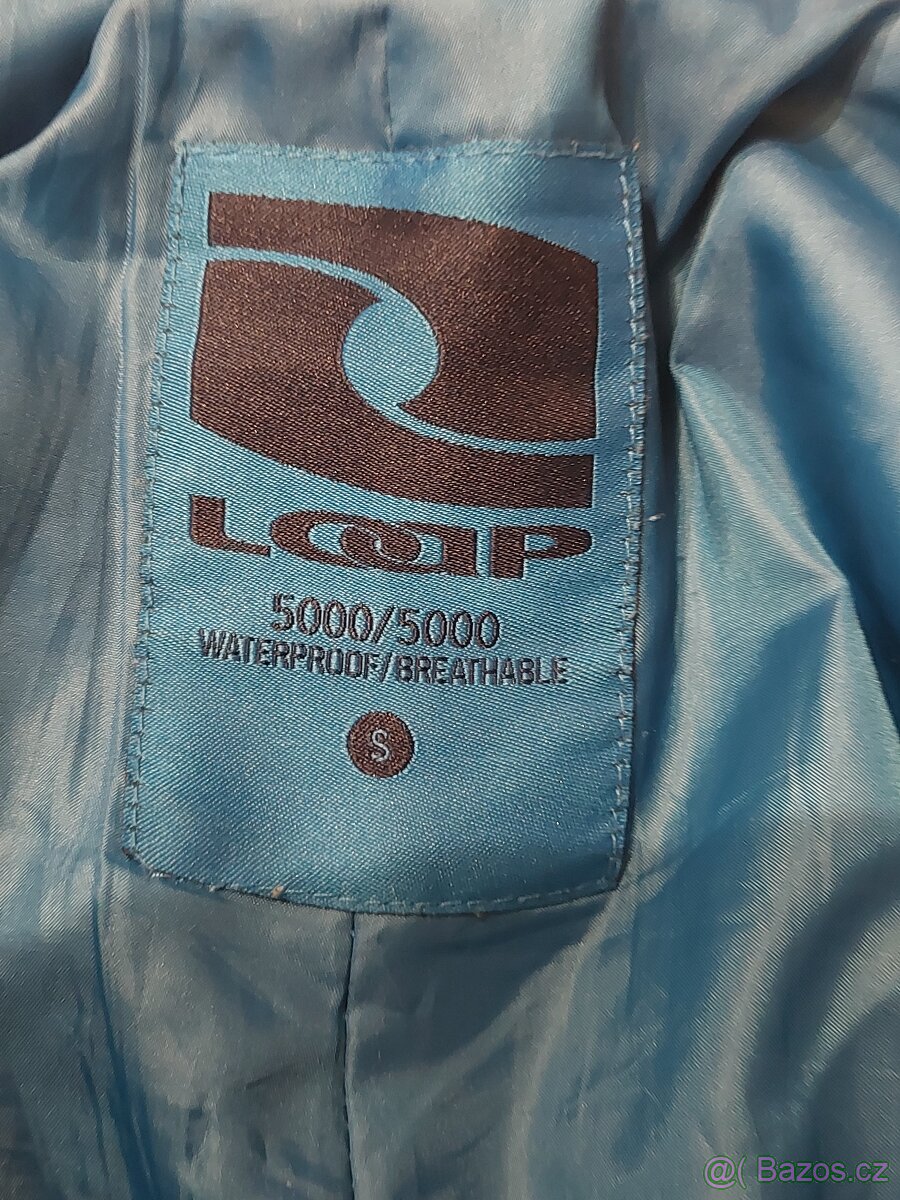 LOAP
5000/5000
WATERPROOF/BREATHABLE
S
@( Bazos.cz